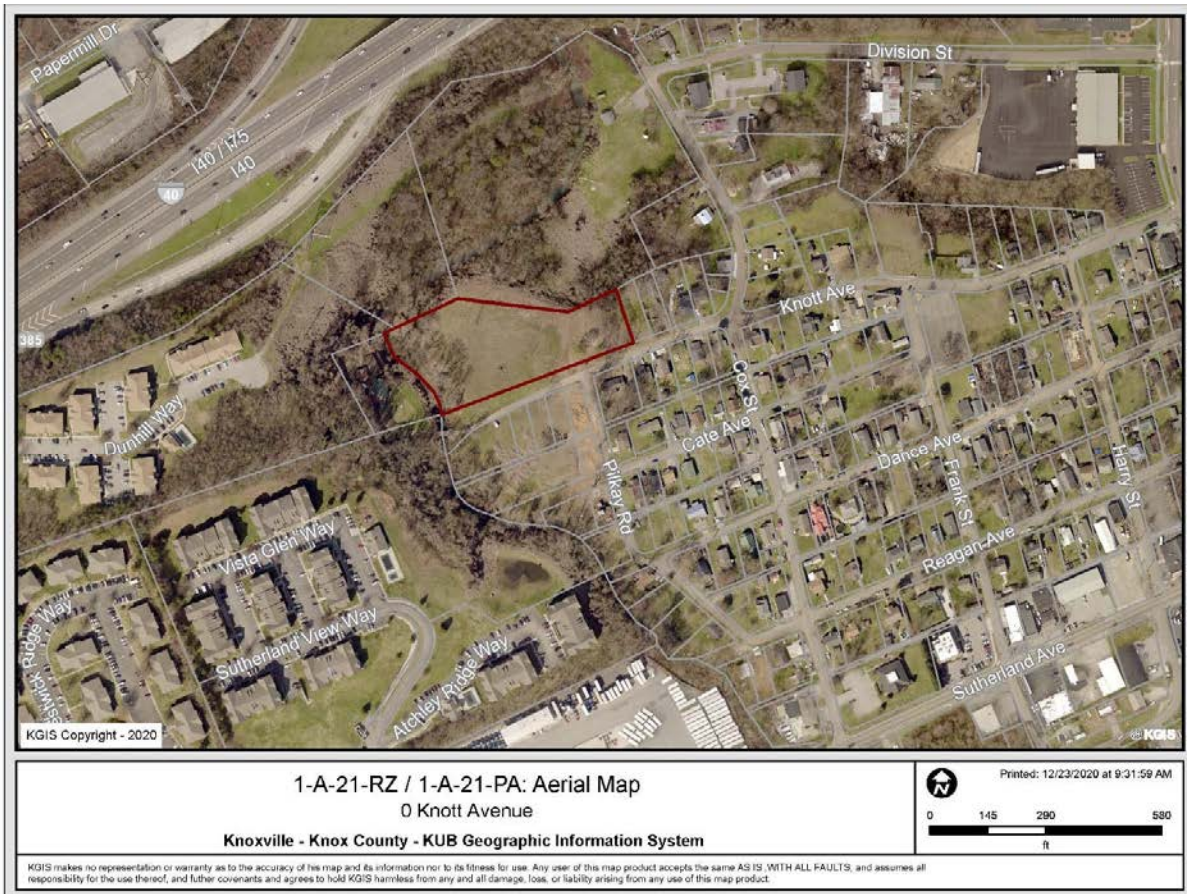 Papermill Dr
Division St
I40 / I75
I40
40
Knott Ave
385
Cox St
Dunhill Way
Cate Ave
Dance Ave
Pilkay Rd
Frank St
Harry St
Vista Glen Way
Reagan Ave
Sutherland View Way
Atchley Ridge Way
Sutherland Ave
Ridge Way
KGIS Copyright - 2020
KGIS
1-A-21-RZ / 1-A-21-PA: Aerial Map
0 Knott Avenue
Knoxville - Knox County - KUB Geographic Information System
N
Printed: 12/23/2020 at 9:31:59 AM
0 145 290 580
ft
KGIS makes no representation or warranty as to the accuracy of his map and its information nor to its fitness for use. Any user of this map product accepts the same AS IS ,WITH ALL FAULTS, and assumes all
responsibility for the use thereof, and futher covenants and agrees to hold KGIS harmless from any and all damage, loss, or liability arising from any use of this map product.